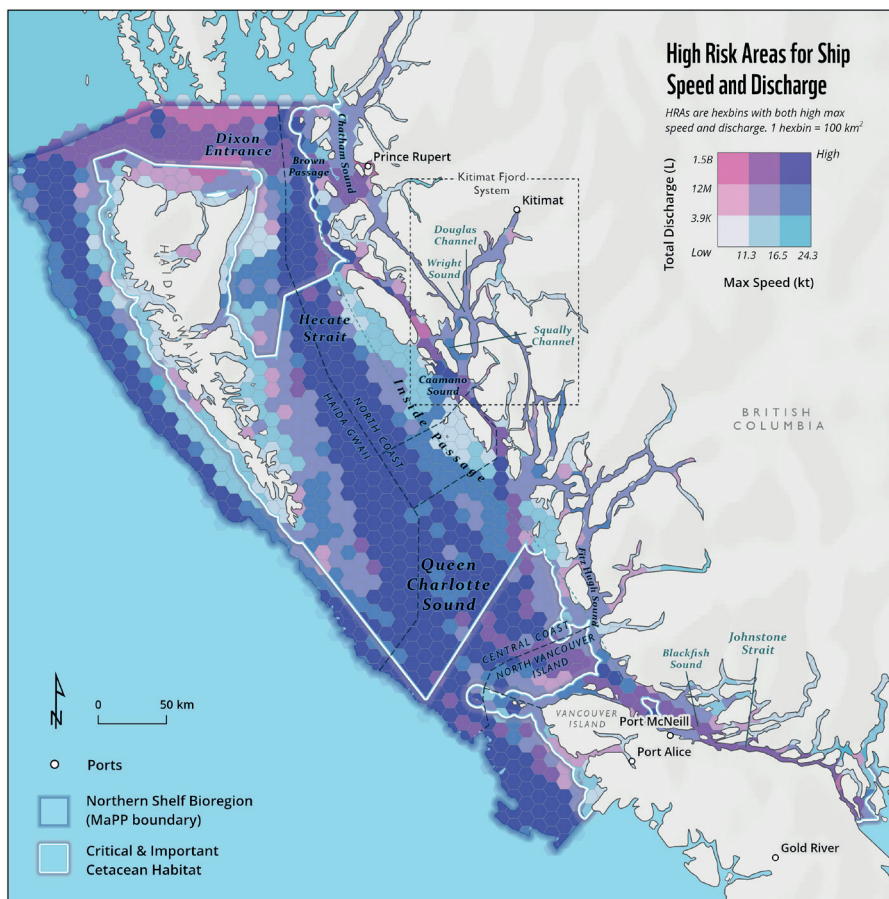 High Risk Areas for Ship
Speed and Discharge
HRAs are hexbins with both high max
speed and discharge. 1 hexbin = 100 km²
Total Discharge (L)
1.5B
12M
3.9K
Low
High
11.3
16.5
24.3
Max Speed (kt)
Dixon
Entrance
Brown
Passage
Chatham Sound
Prince Rupert
Kitimat Fjord
System
Kitimat
Douglas
Channel
Wright
Sound
Squally
Channel
Hecate
Strait
Caamano
Sound
Inside Passage
NORTH COAST
HAIDA GWAII
BRITISH
COLUMBIA
Queen
Charlotte
Sound
Fitz Hugh Sound
CENTRAL COAST
NORTH VANCOUVER
ISLAND
Blackfish
Sound
Johnstone
Strait
VANCOUVER
ISLAND
Port McNeill
Port Alice
Gold River
N
0
50 km
Ports
Northern Shelf Bioregion
(MaPP boundary)
Critical & Important
Cetacean Habitat